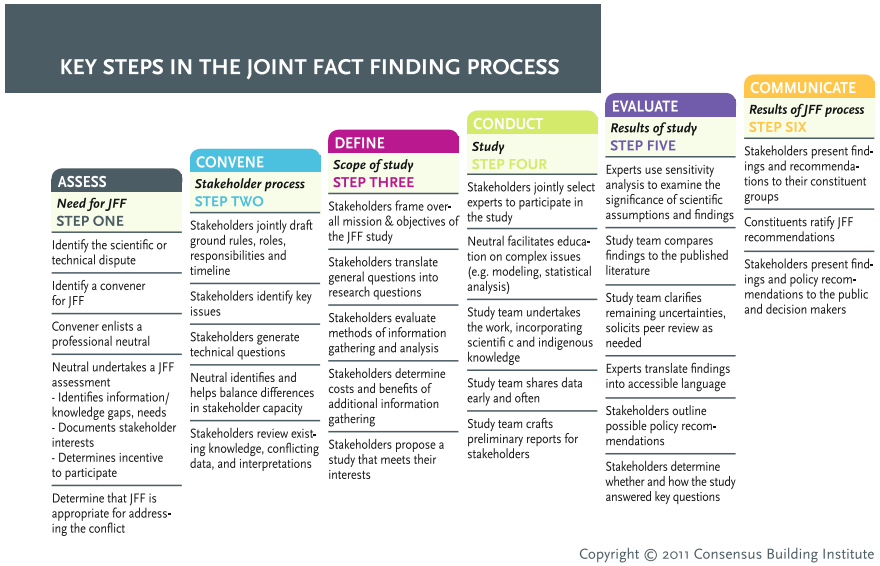 KEY STEPS IN THE JOINT FACT FINDING PROCESS
ASSESS
Need for JFF
STEP ONE
Identify the scientific or
technical dispute
Identify a convener
for JFF
Convener enlists a
professional neutral
Neutral undertakes a JFF
assessment
- Identifies information/
knowledge gaps, needs
- Documents stakeholder
interests
- Determines incentive
to participate
Determine that JFF is
appropriate for address-
ing the conflict
CONVENE
Stakeholder process
STEP TWO
Stakeholders jointly draft
ground rules, roles,
responsibilities and
timeline
Stakeholders identify key
issues
Stakeholders generate
technical questions
Neutral identifies and
helps balance differences
in stakeholder capacity
Stakeholders review exist-
ing knowledge, conflicting
data, and interpretations
DEFINE
Scope of study
STEP THREE
Stakeholders frame over-
all mission & objectives of
the JFF study
Stakeholders translate
general questions into
research questions
Stakeholders evaluate
methods of information
gathering and analysis
Stakeholders determine
costs and benefits of
additional information
gathering
Stakeholders propose a
study that meets their
interests
CONDUCT
Study
STEP FOUR
Stakeholders jointly select
experts to participate in
the study
Neutral facilitates educa-
tion on complex issues
(e.g. modeling, statistical
analysis)
Study team undertakes
the work, incorporating
scientifi c and indigenous
knowledge
Study team shares data
early and often
Study team crafts
preliminary reports for
stakeholders
EVALUATE
Results of study
STEP FIVE
Experts use sensitivity
analysis to examine the
significance of scientific
assumptions and findings
Study team compares
findings to the published
literature
Study team clarifies
remaining uncertainties,
solicits peer review as
needed
Experts translate findings
into accessible language
Stakeholders outline
possible policy recom-
mendations
Stakeholders determine
whether and how the study
answered key questions
COMMUNICATE
Results of JFF process
STEP SIX
Stakeholders present find-
ings and recommenda-
tions to their constituent
groups
Constituents ratify JFF
recommendations
Stakeholders present find-
ings and policy recom-
mendations to the public
and decision makers
Copyright © 2011 Consensus Building Institute